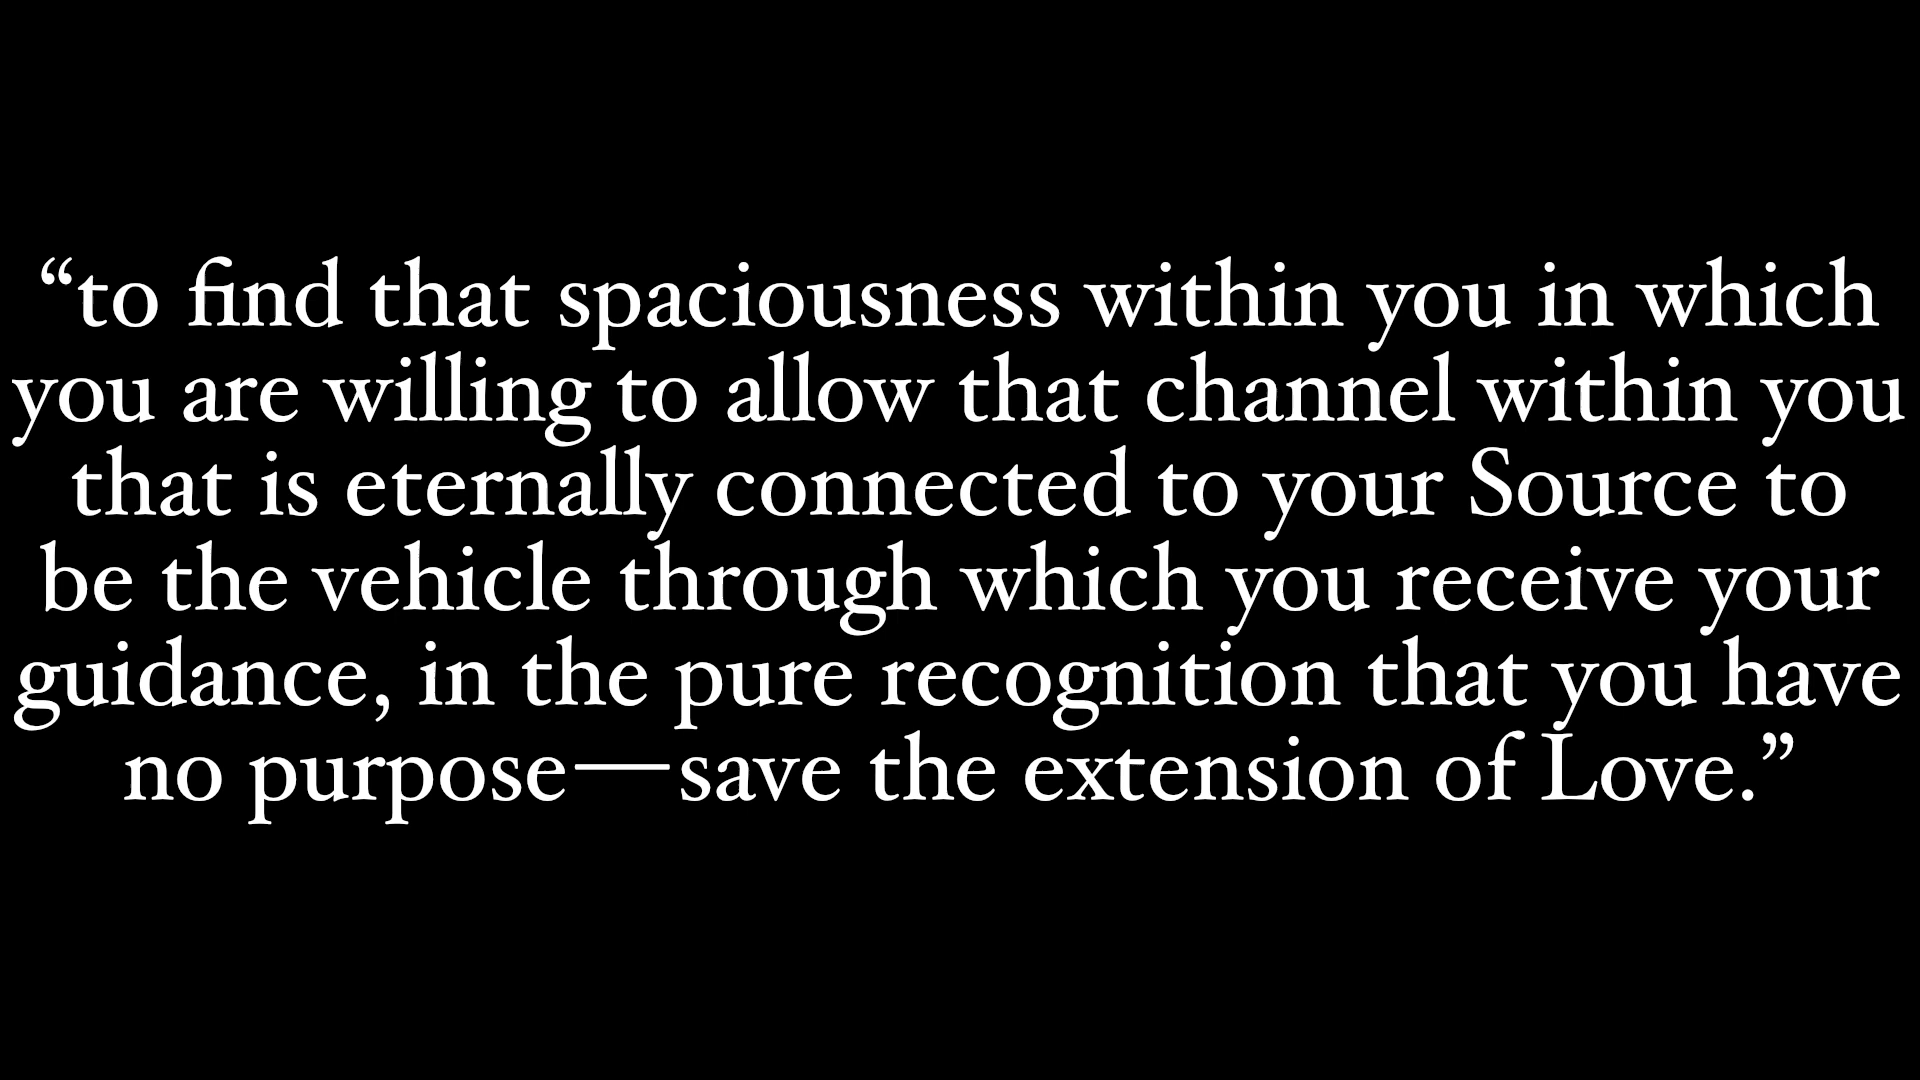 “to find that spaciousness within you in which
you are willing to allow that channel within you
that is eternally connected to your Source to
be the vehicle through which you receive your
guidance, in the pure recognition that you have
no purpose—save the extension of Love.”